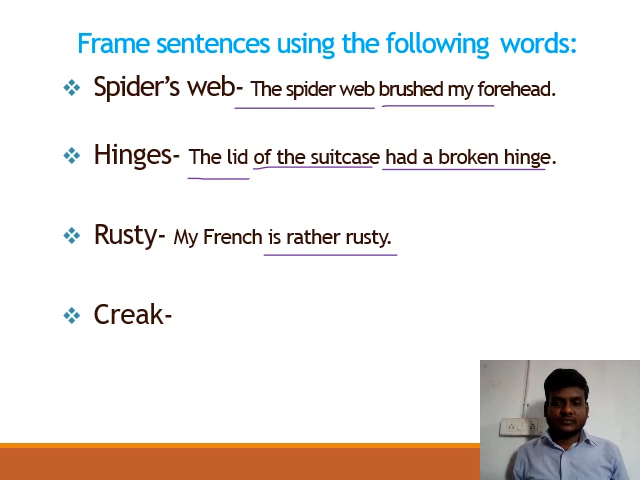 Frame sentences using the following words:
Spider's web- The spider web brushed my forehead.
Hinges- The lid of the suitcase had a broken hinge.
Rusty- My French is rather rusty.
Creak-